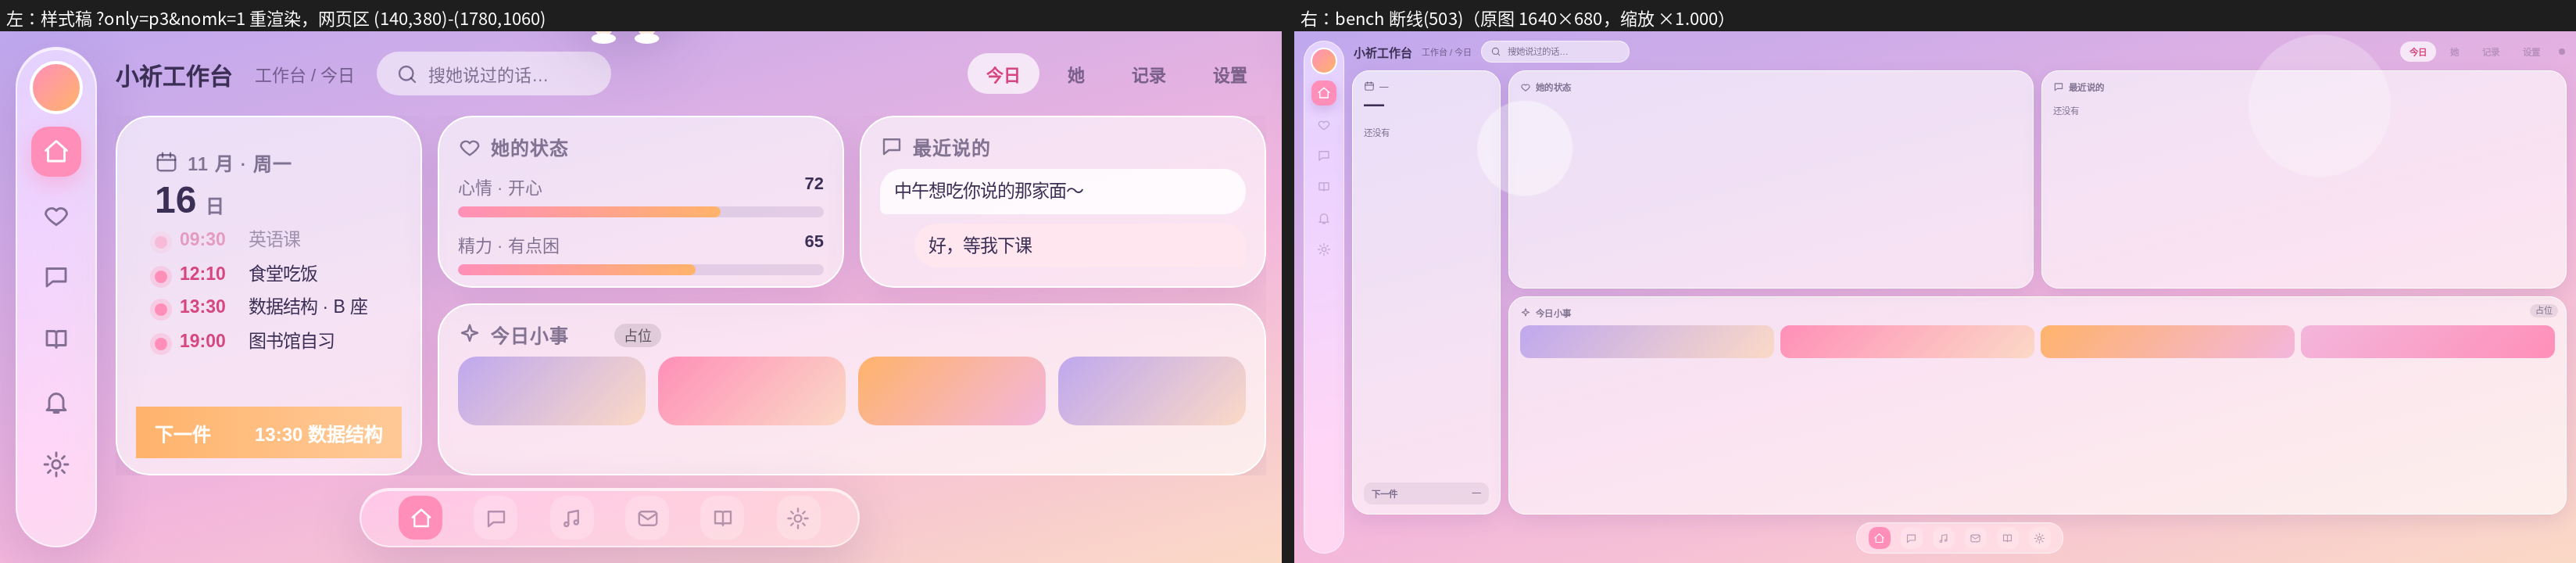 左：样式稿 ?only=p3&nomk=1 重渲染，网页区 (140,380)-(1780,1060)
小祈工作台 工作台 / 今日 搜她说过的话… 今日 她 记录 设置
11 月 · 周一
16 日
09:30 英语课
12:10 食堂吃饭
13:30 数据结构 · B 座
19:00 图书馆自习
下一件 13:30 数据结构
她的状态
心情 · 开心 72
精力 · 有点困 65
最近说的
中午想吃你说的那家面～
好，等我下课
今日小事 占位
右：bench 断线(503)（原图 1640×680，缩放 ×1.000）
小祈工作台 工作台 / 今日 搜她说过的话… 今日 她 记录 设置
—
—
还没有
下一件 —
她的状态
最近说的
还没有
今日小事 占位